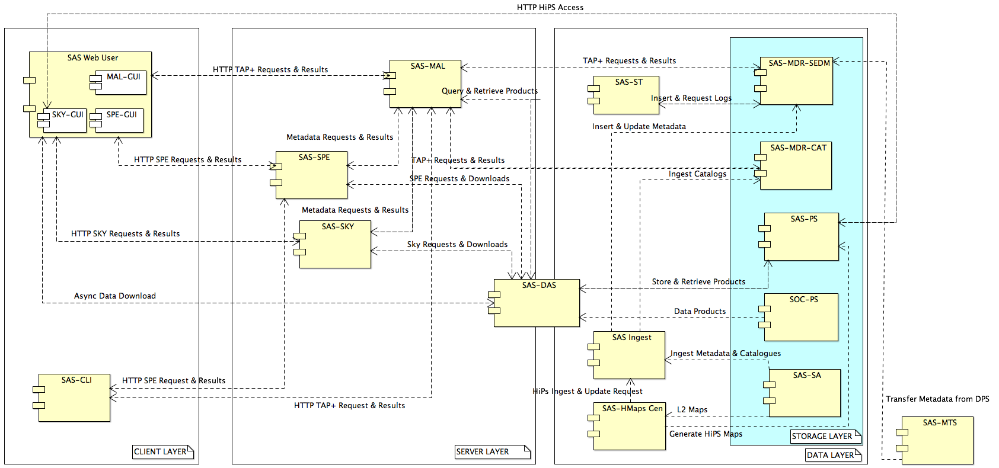 HTTP HiPS Access
SAS Web User
MAL-GUI
SKY-GUI
SPE-GUI
HTTP TAP+ Requests & Results
SAS-MAL
TAP+ Requests & Results
SAS-MDR-SEDM
SAS-ST
Query & Retrieve Products
Insert & Request Logs
Insert & Update Metadata
Metadata Requests & Results
SAS-SPE
HTTP SPE Requests & Results
TAP+ Requests & Results
SAS-MDR-CAT
Ingest Catalogs
SPE Requests & Downloads
Metadata Requests & Results
SAS-SKY
SAS-PS
HTTP SKY Requests & Results
Sky Requests & Downloads
SAS-DAS
Store & Retrieve Products
Async Data Download
SOC-PS
Data Products
SAS Ingest
Ingest Metadata & Catalogues
SAS-SA
SAS-CLI
HTTP SPE Request & Results
HiPs Ingest & Update Request
HTTP TAP+ Request & Results
SAS-HMaps Gen
L2 Maps
Transfer Metadata from DPS
SAS-MTS
Generate HiPS Maps
STORAGE LAYER
CLIENT LAYER
SERVER LAYER
DATA LAYER